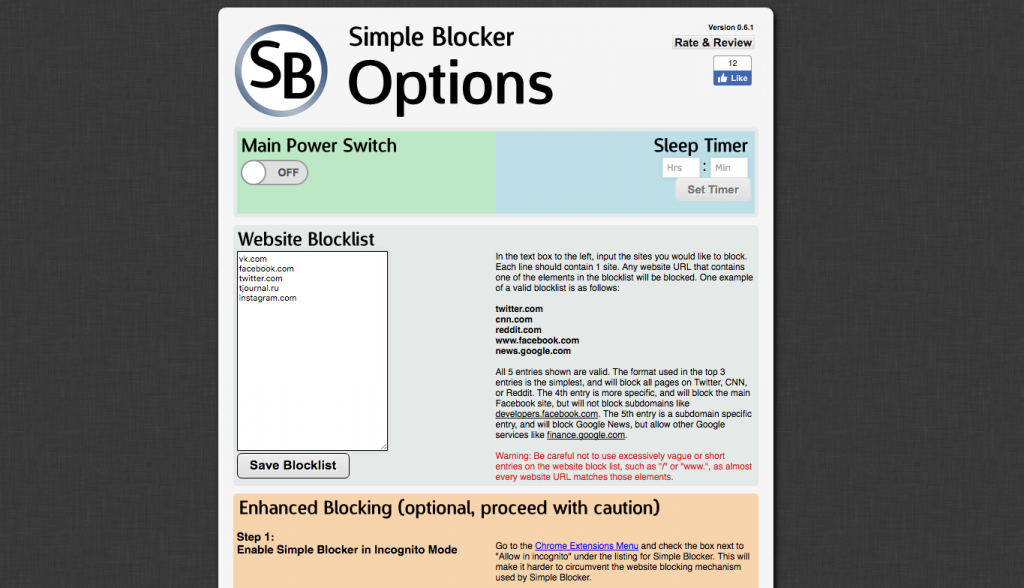 SB
Simple Blocker
Options
Version 0.6.1
Rate & Review
12
Like
Main Power Switch
OFF
Sleep Timer
Hrs : Min
Set Timer
Website Blocklist
vk.com
facebook.com
twitter.com
tjournal.ru
instagram.com
Save Blocklist
In the text box to the left, input the sites you would like to block.
Each line should contain 1 site. Any website URL that contains
one of the elements in the blocklist will be blocked. One example
of a valid blocklist is as follows:
twitter.com
cnn.com
reddit.com
www.facebook.com
news.google.com
All 5 entries shown are valid. The format used in the top 3
entries is the simplest, and will block all pages on Twitter, CNN,
or Reddit. The 4th entry is more specific, and will block the main
Facebook site, but will not block subdomains like
developers.facebook.com. The 5th entry is a subdomain specific
entry, and will block Google News, but allow other Google
services like finance.google.com.
Warning: Be careful not to use excessively vague or short
entries on the website block list, such as "/" or "www.", as almost
every website URL matches those elements.
Enhanced Blocking (optional, proceed with caution)
Step 1:
Enable Simple Blocker in Incognito Mode
Go to the Chrome Extensions Menu and check the box next to
"Allow in incognito" under the listing for Simple Blocker. This will
make it harder to circumvent the website blocking mechanism
used by Simple Blocker.